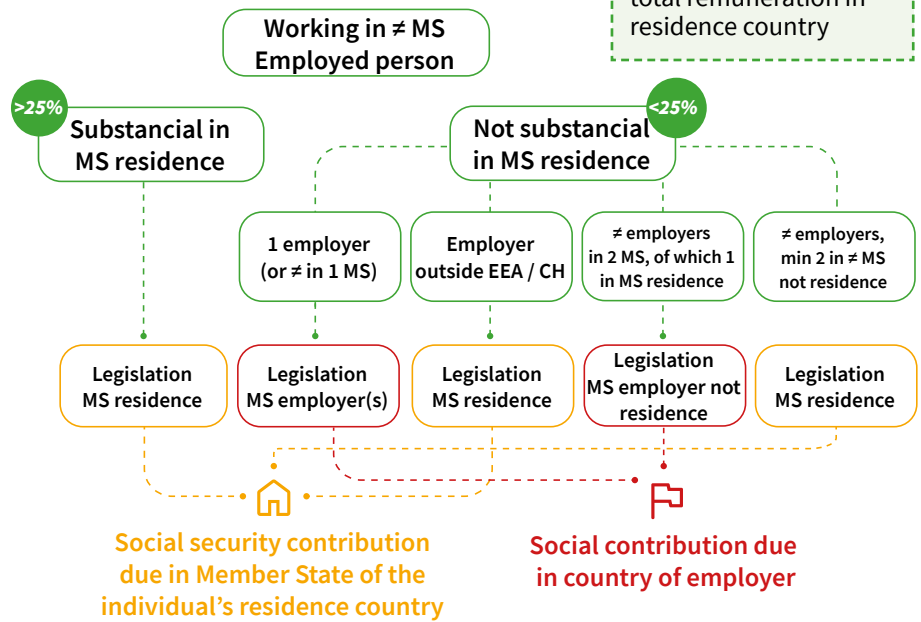 total remuneration in
residence country
Working in ≠ MS
Employed person
>25%
Substancial in
MS residence
<25%
Not substancial
in MS residence
1 employer
(or ≠ in 1 MS)
Employer
outside EEA / CH
≠ employers
in 2 MS, of which 1
in MS residence
≠ employers,
min 2 in ≠ MS
not residence
Legislation
MS residence
Legislation
MS employer(s)
Legislation
MS residence
Legislation
MS employer not
residence
Legislation
MS residence
Social security contribution
due in Member State of the
individual’s residence country
Social contribution due
in country of employer